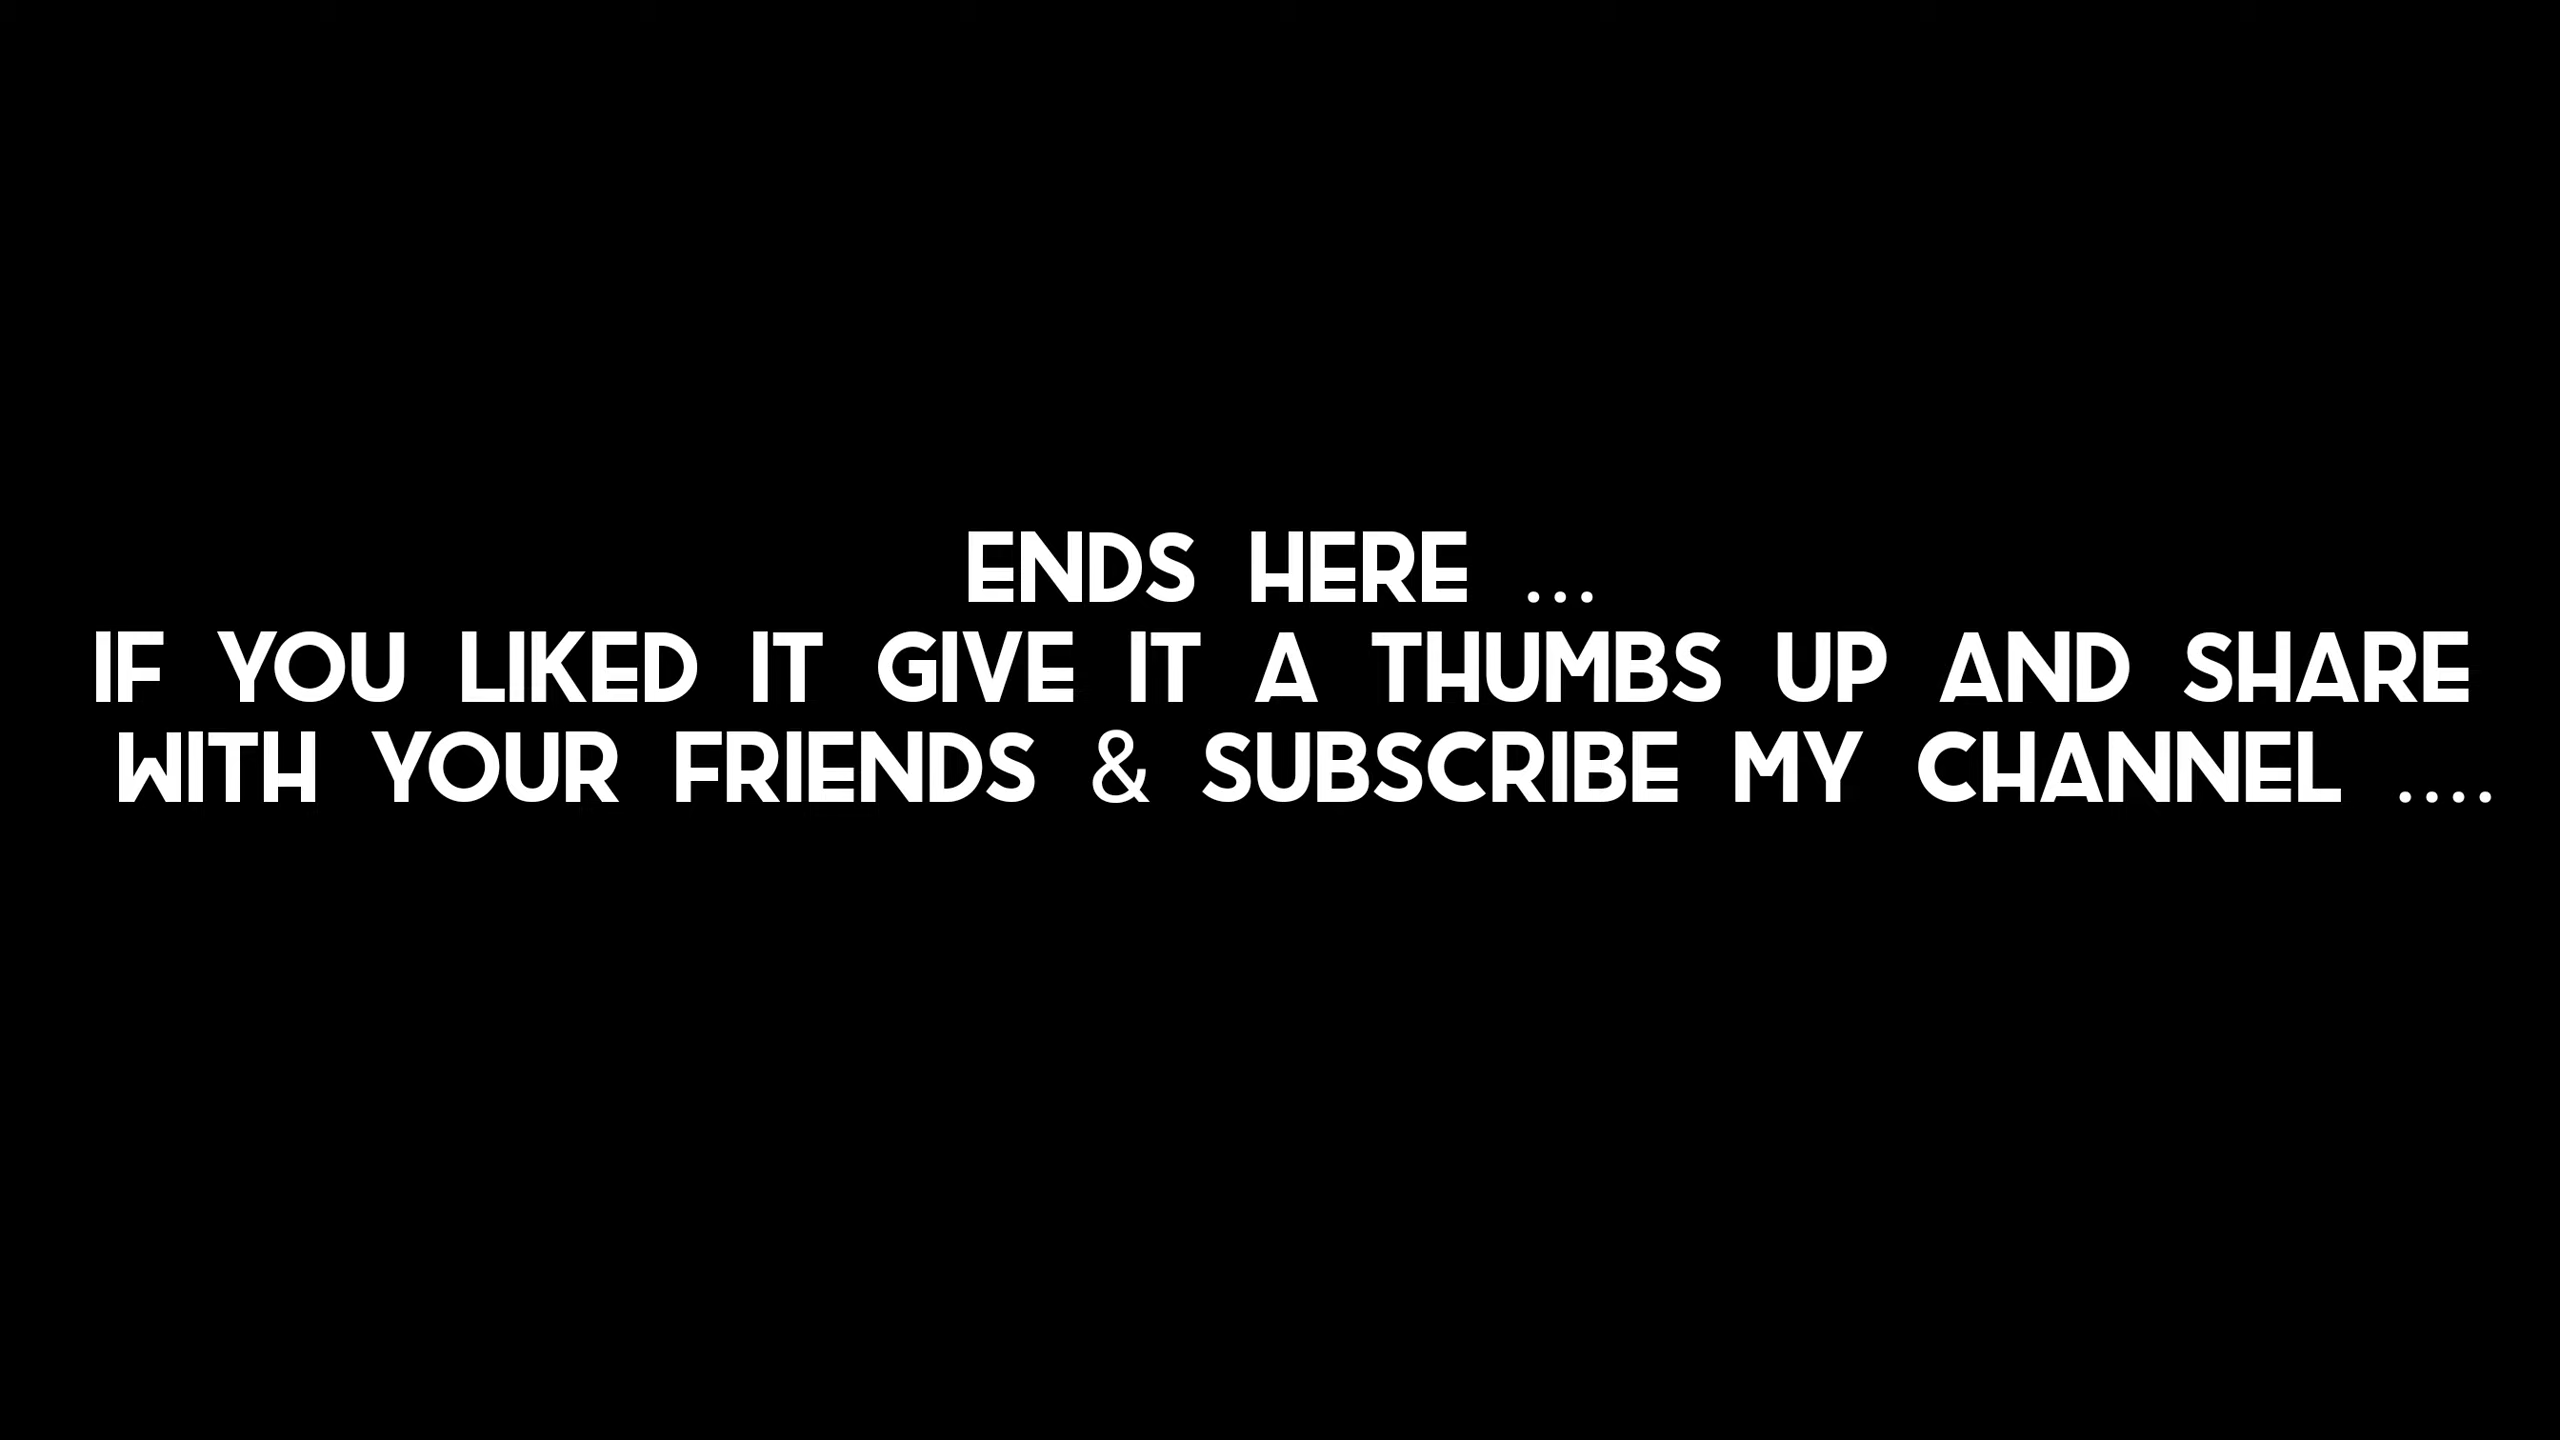 ENDS HERE ...
IF YOU LIKED IT GIVE IT A THUMBS UP AND SHARE
WITH YOUR FRIENDS & SUBSCRIBE MY CHANNEL ....